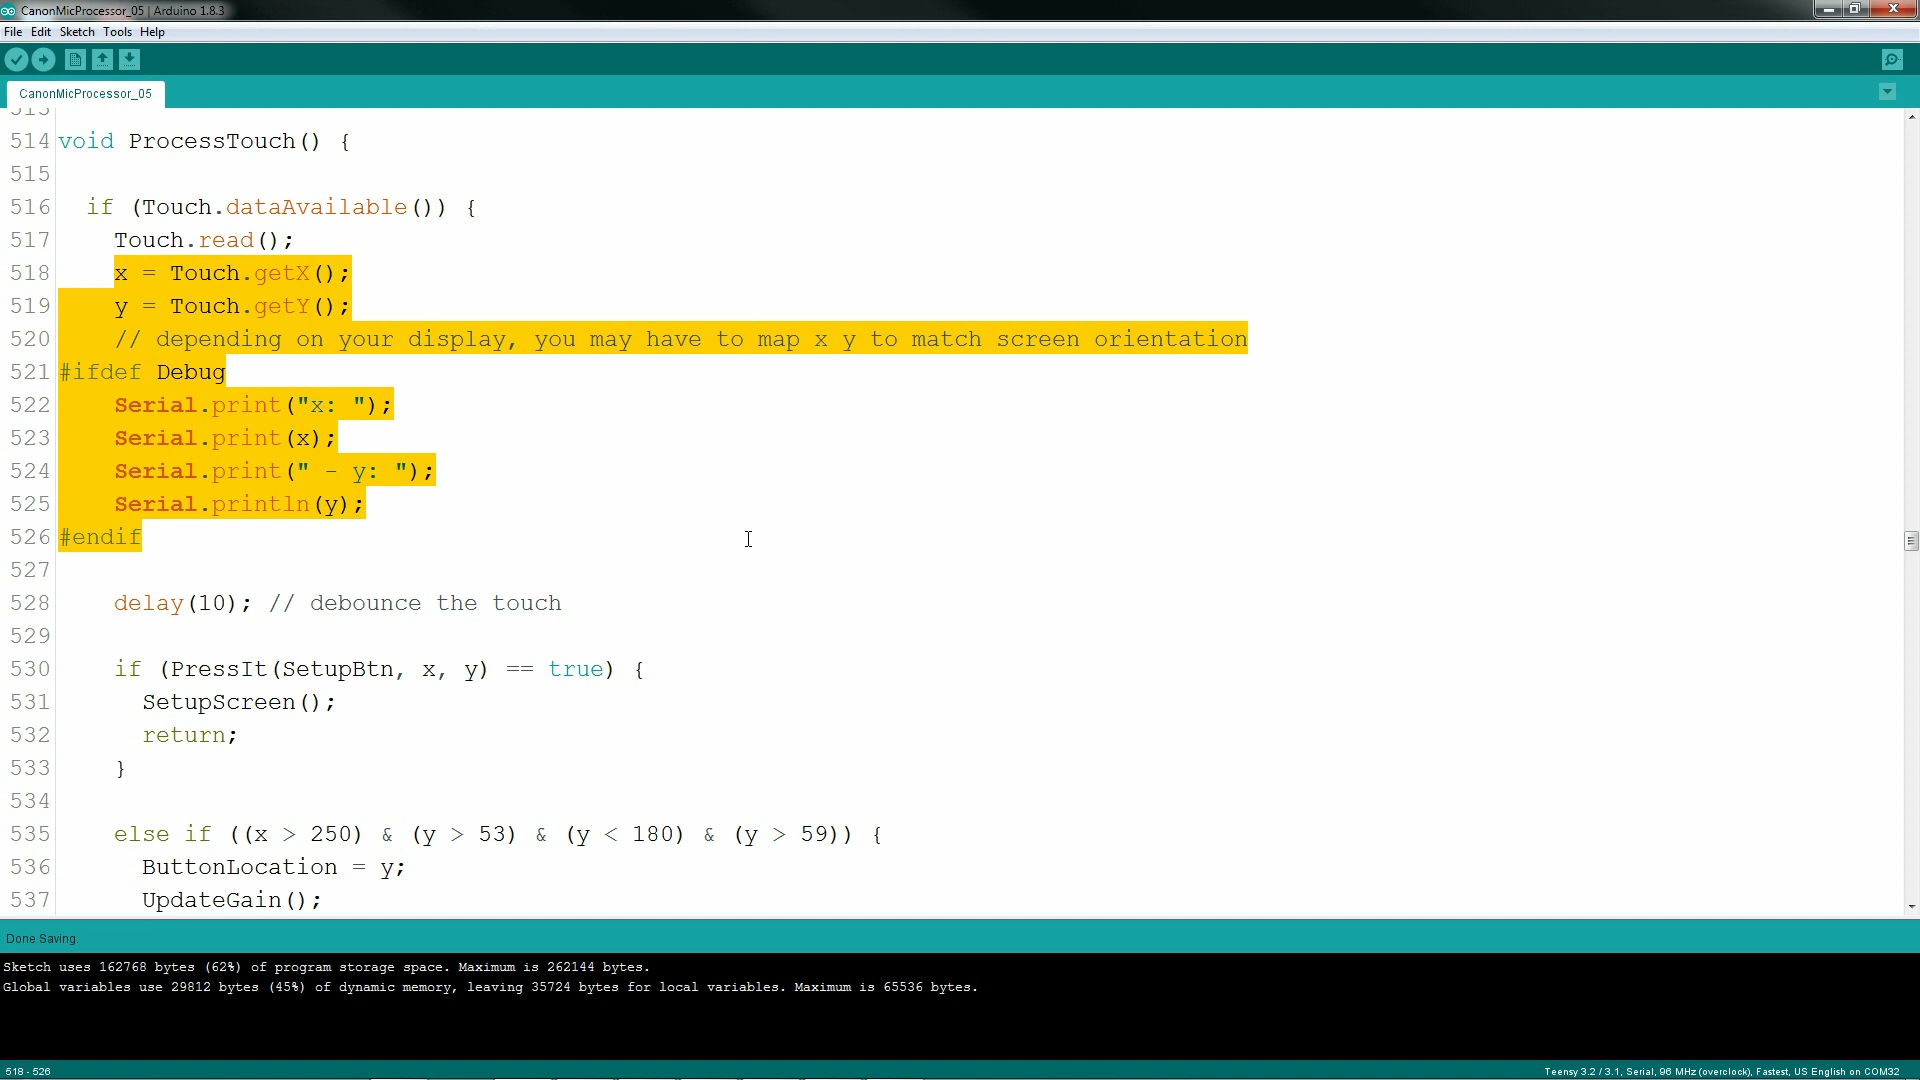 CanonMicProcessor_05 | Arduino 1.8.3
File Edit Sketch Tools Help
CanonMicProcessor_05
513
514 void ProcessTouch() {
515
516 if (Touch.dataAvailable()) {
517 Touch.read();
518 x = Touch.getX();
519 y = Touch.getY();
520 // depending on your display, you may have to map x y to match screen orientation
521 #ifdef Debug
522 Serial.print("x: ");
523 Serial.print(x);
524 Serial.print(" - y: ");
525 Serial.println(y);
526 #endif
527
528 delay(10); // debounce the touch
529
530 if (PressIt(SetupBtn, x, y) == true) {
531 SetupScreen();
532 return;
533 }
534
535 else if ((x > 250) & (y > 53) & (y < 180) & (y > 59)) {
536 ButtonLocation = y;
537 UpdateGain();
Done Saving.
Sketch uses 162768 bytes (62%) of program storage space. Maximum is 262144 bytes.
Global variables use 29812 bytes (45%) of dynamic memory, leaving 35724 bytes for local variables. Maximum is 65536 bytes.
518 - 526
Teensy 3.2 / 3.1, Serial, 96 MHz (overclock), Fastest, US English on COM32